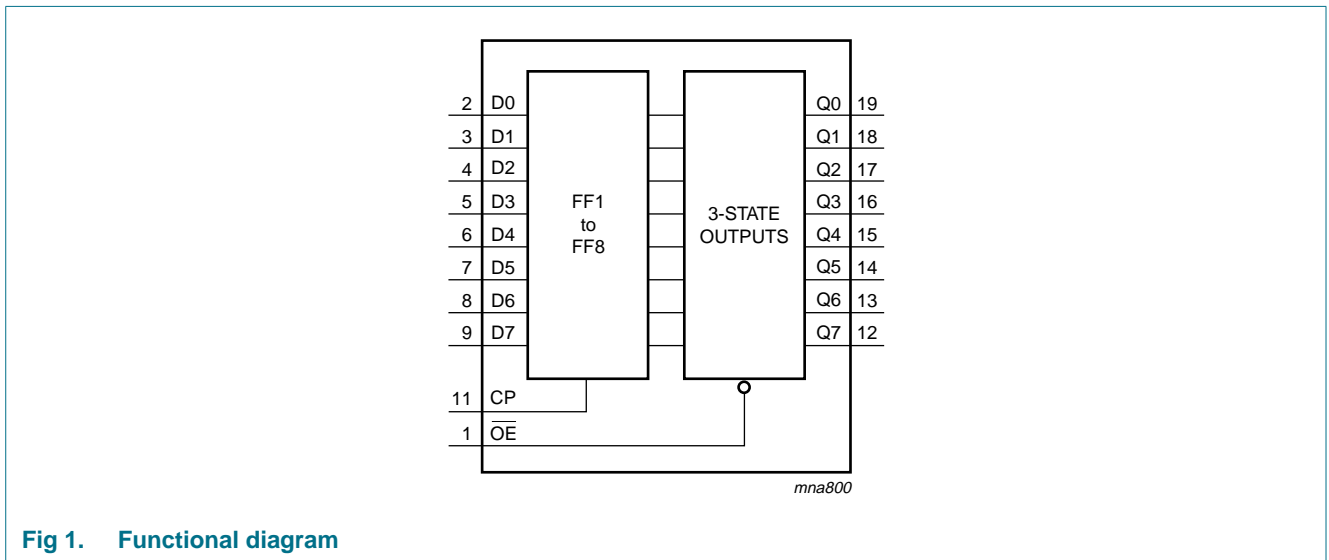 2 D0 Q0 19
3 D1 Q1 18
4 D2 Q2 17
5 D3 Q3 16
6 D4 Q4 15
7 D5 Q5 14
8 D6 Q6 13
9 D7 Q7 12
FF1
to
FF8
3-STATE
OUTPUTS
11 CP
1 OE
mna800
Fig 1. Functional diagram